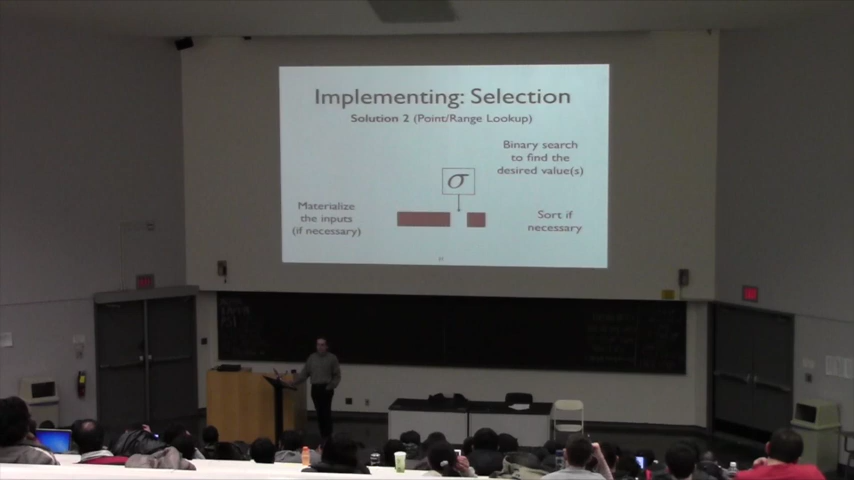 Implementing: Selection
Solution 2 (Point/Range Lookup)
Binary search
to find the
desired value(s)
σ
Materialize
the inputs
(if necessary)
Sort if
necessary